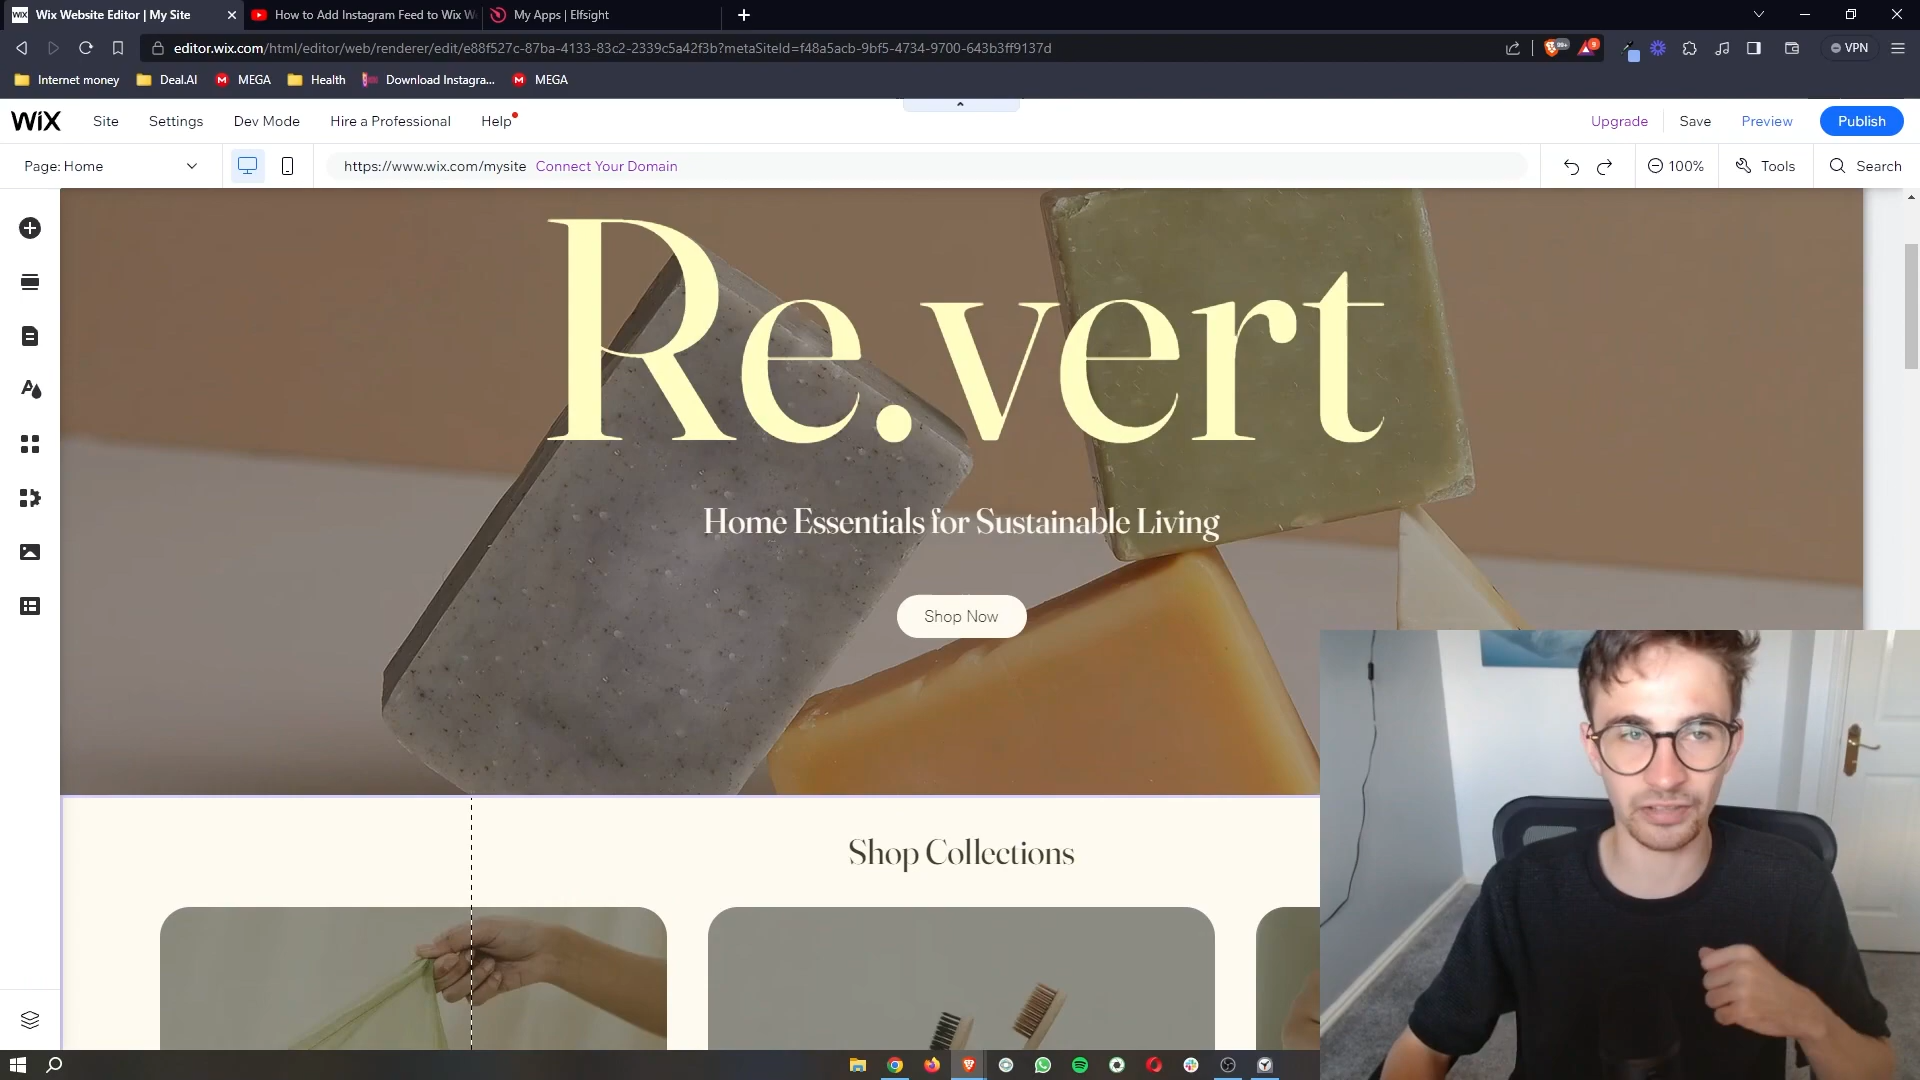 Wix Website Editor | My Site
How to Add Instagram Feed to Wix W
My Apps | Elfsight
editor.wix.com/html/editor/web/renderer/edit/e88f527c-87ba-4133-83c2-2339c5a42f3b?metaSiteId=f48a5acb-9bf5-4734-9700-643b3ff9137d
VPN
Internet money
Deal.AI
MEGA
Health
Download Instagra...
MEGA
WiX
Site
Settings
Dev Mode
Hire a Professional
Help
Upgrade
Save
Preview
Publish
Page: Home
https://www.wix.com/mysite
Connect Your Domain
100%
Tools
Search
Re.vert
Home Essentials for Sustainable Living
Shop Now
Shop Collections